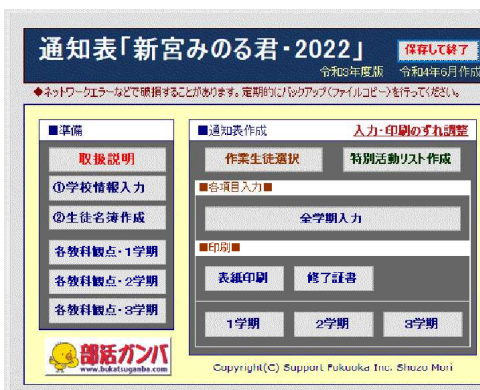 通知表「新宮みのる君・2022」
保存して終了
令和3年度版 令和4年6月作成
◆ネットワークエラーなどで破損することがあります。定期的にバックアップ(ファイルコピー)を行ってください。
■準備
取扱説明
①学校情報入力
②生徒名簿作成
各教科観点・1学期
各教科観点・2学期
各教科観点・3学期
部活ガンバ
www.bukatsuganba.com
■通知表作成
入力・印刷のずれ調整
作業生徒選択
特別活動リスト作成
■各項目入力■
全学期入力
■印刷■
表紙印刷
修了証書
1学期
2学期
3学期
Copyright(C) Support Fukuoka Inc. Shozo Mori